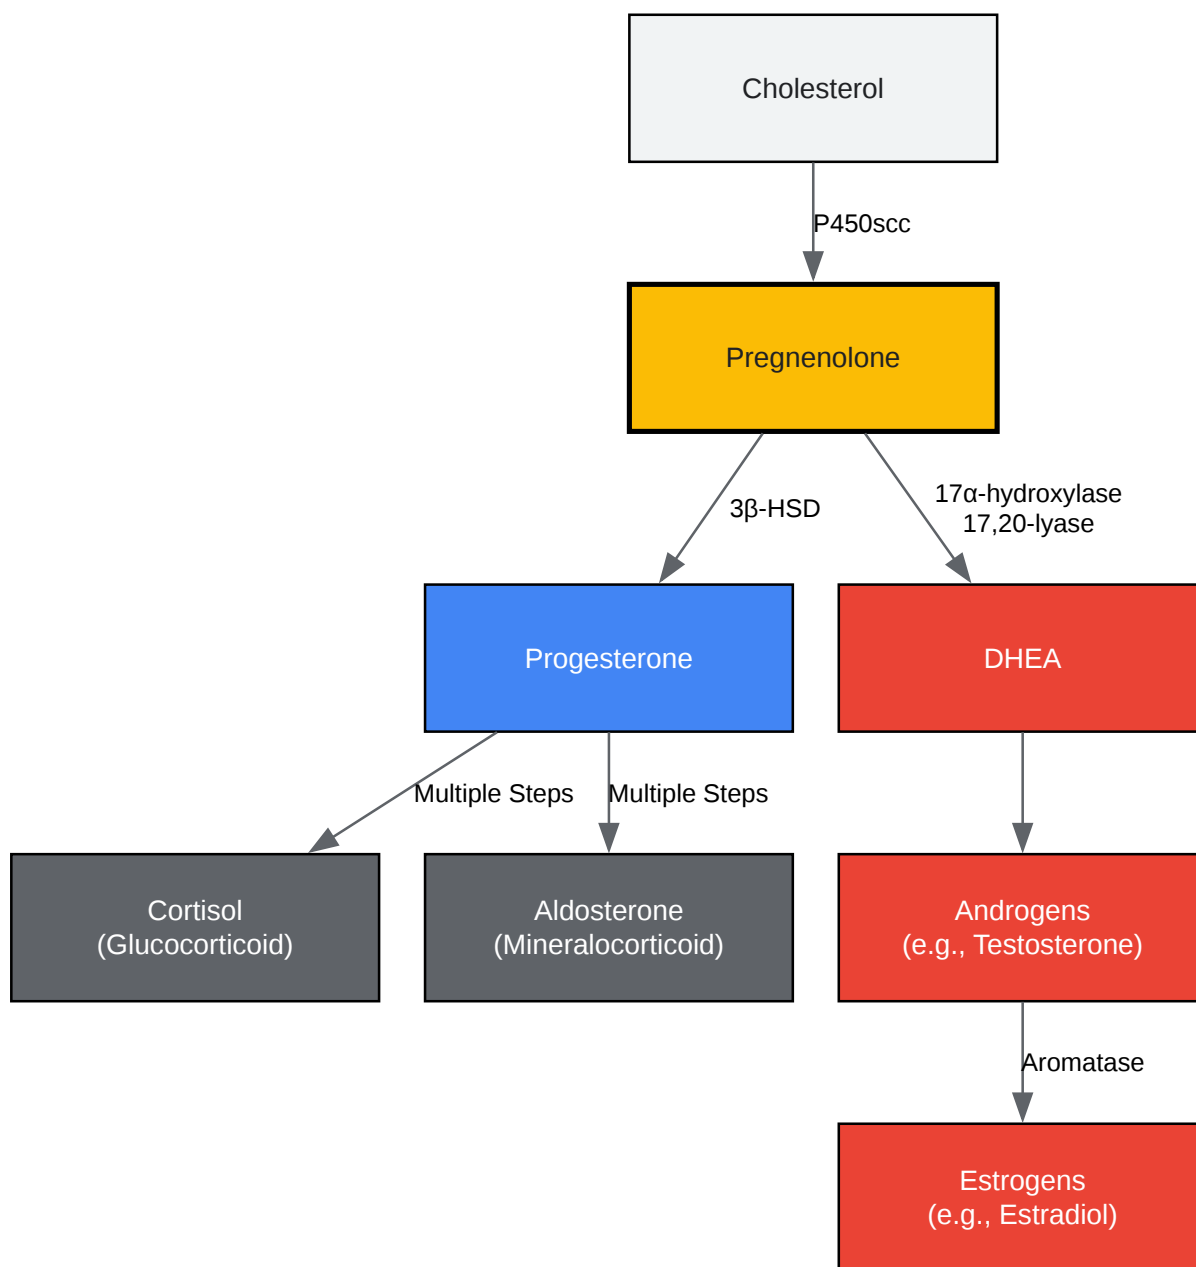 Cholesterol
P450scc
Pregnenolone
3β-HSD
17α-hydroxylase
17,20-lyase
Progesterone
DHEA
Multiple Steps
Multiple Steps
Cortisol
(Glucocorticoid)
Aldosterone
(Mineralocorticoid)
Androgens
(e.g., Testosterone)
Aromatase
Estrogens
(e.g., Estradiol)